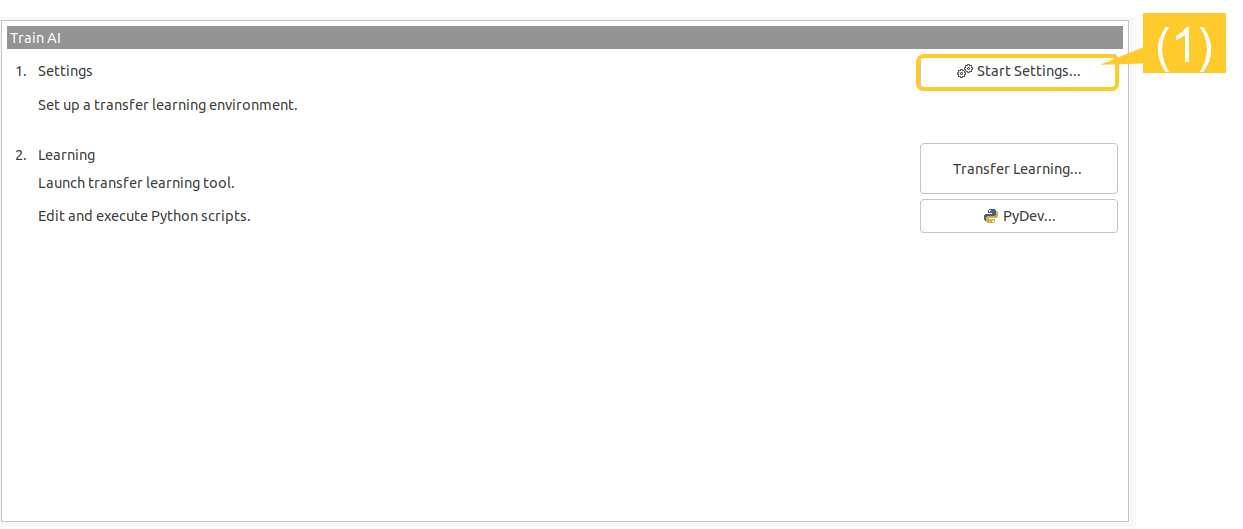 Train AI
(1)
1. Settings
Start Settings...
Set up a transfer learning environment.
2. Learning
Launch transfer learning tool.
Transfer Learning...
Edit and execute Python scripts.
PyDev...